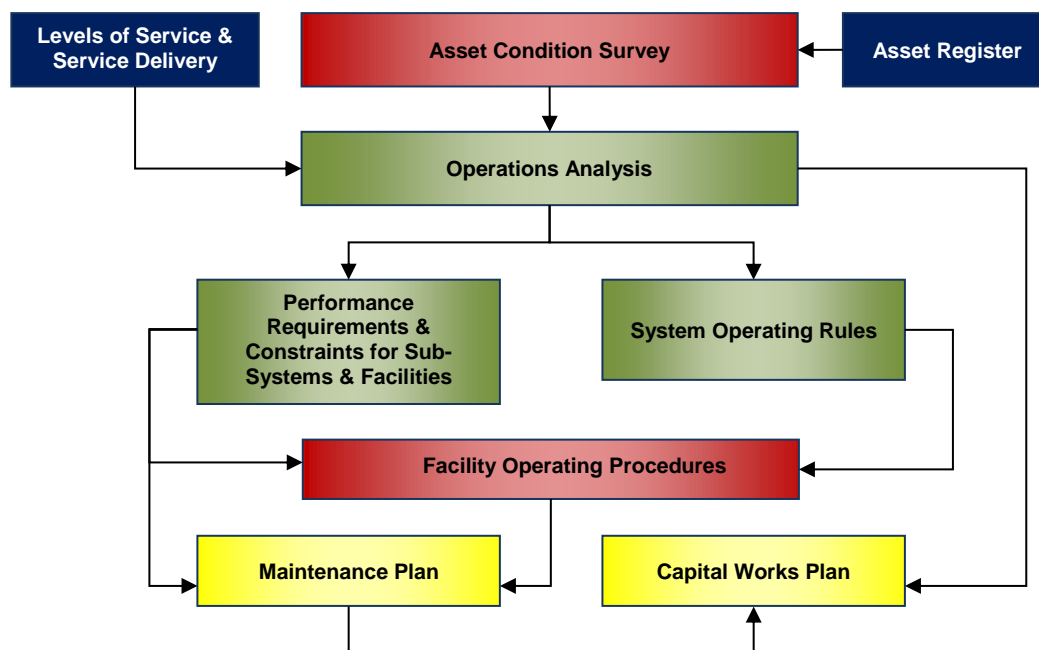 Levels of Service &
Service Delivery
Asset Condition Survey
Asset Register
Operations Analysis
Performance
Requirements &
Constraints for Sub-
Systems & Facilities
System Operating Rules
Facility Operating Procedures
Maintenance Plan
Capital Works Plan